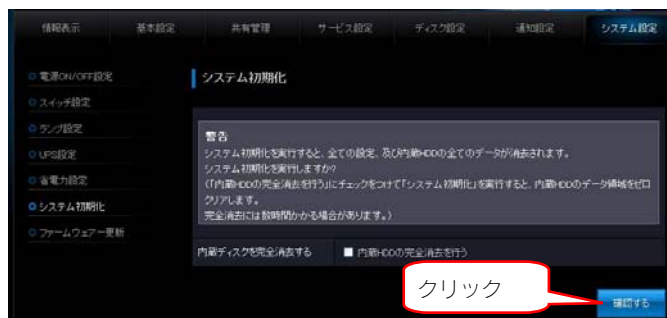 情報表示 基本設定 共有管理 サービス設定 ディスク設定 通知設定 システム設定
電源ON/OFF設定
スイッチ設定
ランプ設定
UPS設定
省電力設定
システム初期化
ファームウェアー更新
システム初期化
警告
システム初期化を実行すると、全ての設定、及び内蔵HDDの全てのデータが消去されます。
システム初期化を実行しますか?
(「内蔵HDDの完全消去を行う」にチェックをつけて「システム初期化」を実行すると、内蔵HDDのデータ領域をゼロ
クリアします。
完全消去には数時間かかる場合があります。)
内蔵ディスクを完全消去する 内蔵HDDの完全消去を行う
クリック
確認する